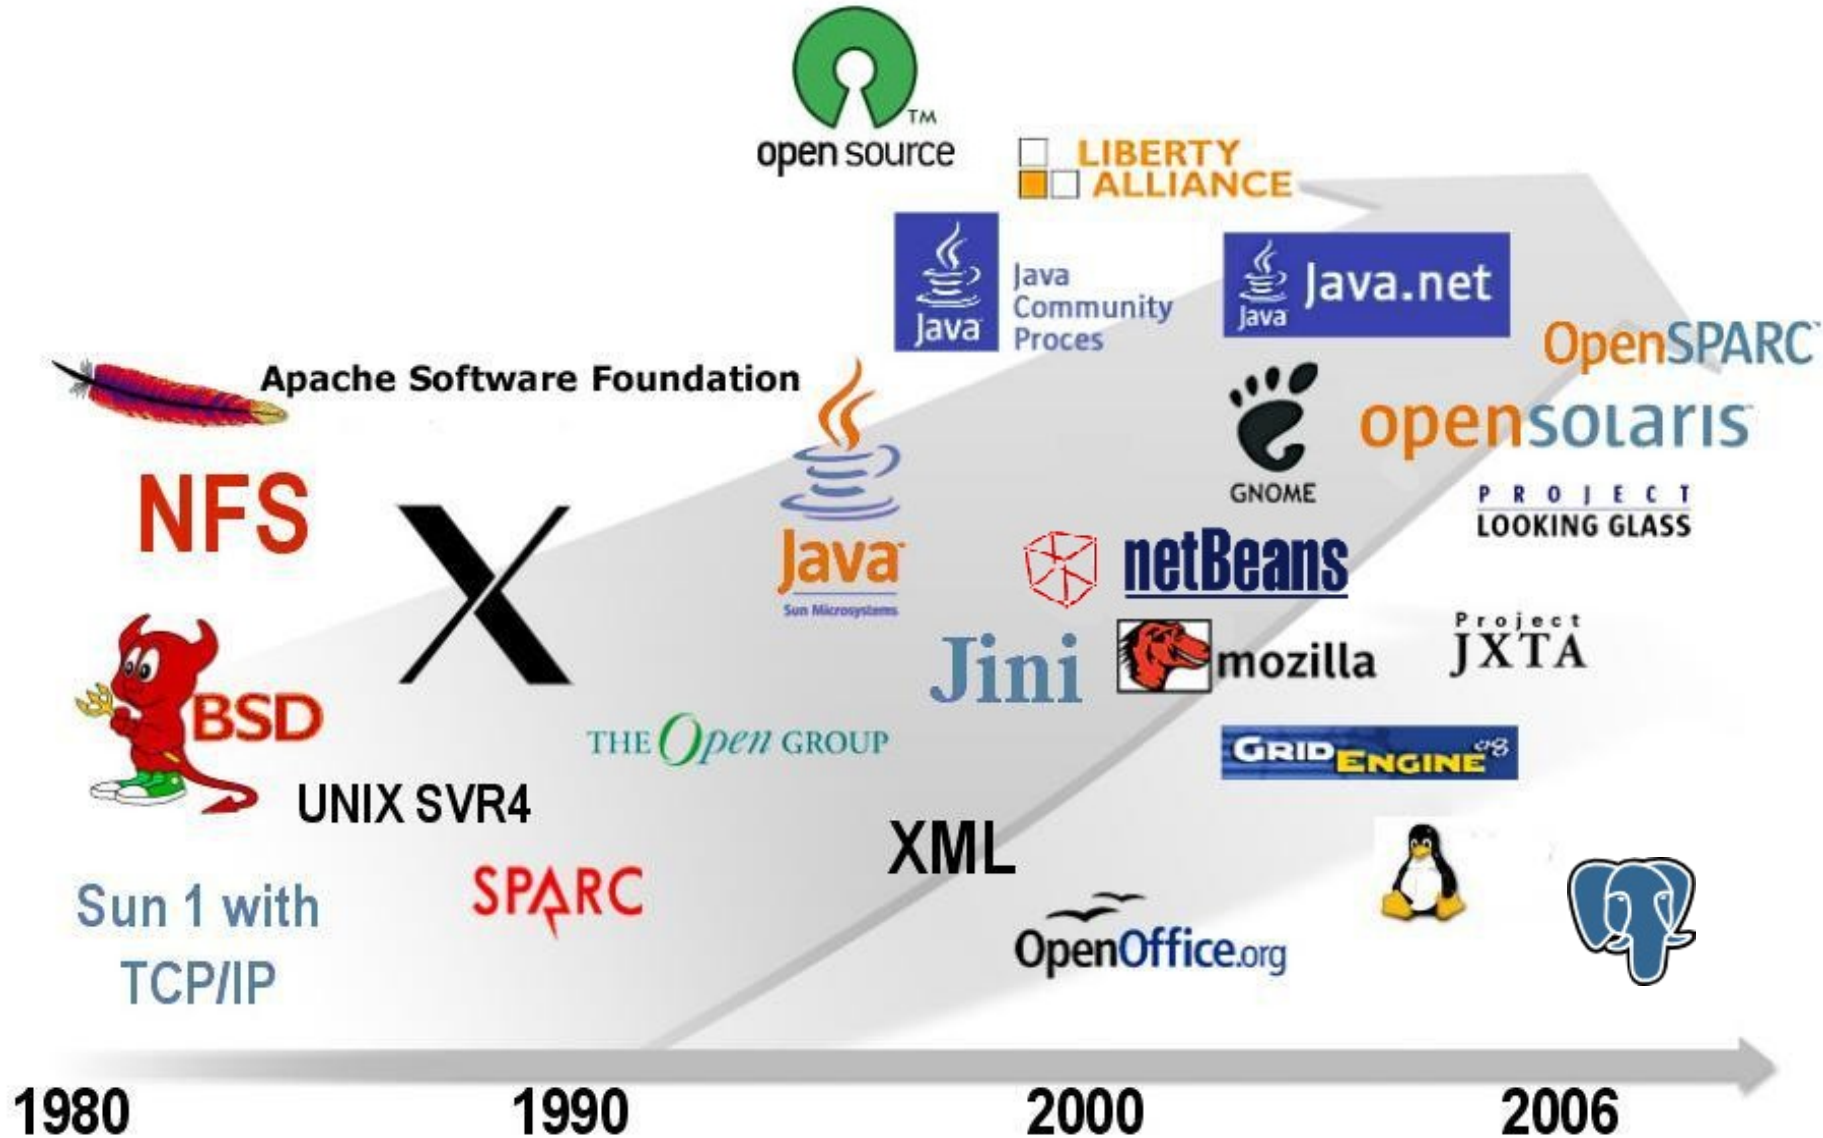 TM
open source
LIBERTY
ALLIANCE
Java
Java
Community
Proces
Java
Java.net
OpenSPARC
Apache Software Foundation
opensolaris
NFS
GNOME
PROJECT
LOOKING GLASS
X
Java
Sun Microsystems
netBeans
Project
JXTA
Jini
mozilla
BSD
THE Open GROUP
GRID ENGINE
UNIX SVR4
XML
SPARC
Sun 1 with
TCP/IP
OpenOffice.org
1980
1990
2000
2006